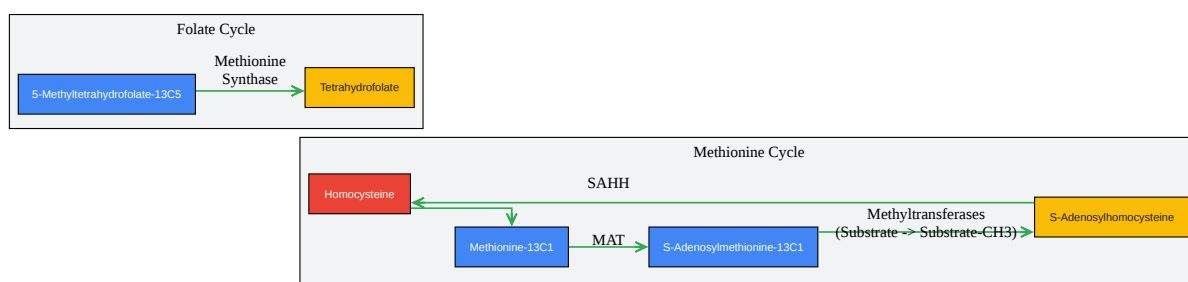 Folate Cycle
Methionine
Synthase
5-Methyltetrahydrofolate-13C5
Tetrahydrofolate
Methionine Cycle
SAHH
Homocysteine
Methyltransferases
(Substrate -> Substrate-CH3)
S-Adenosylhomocysteine
Methionine-13C1
MAT
S-Adenosylmethionine-13C1